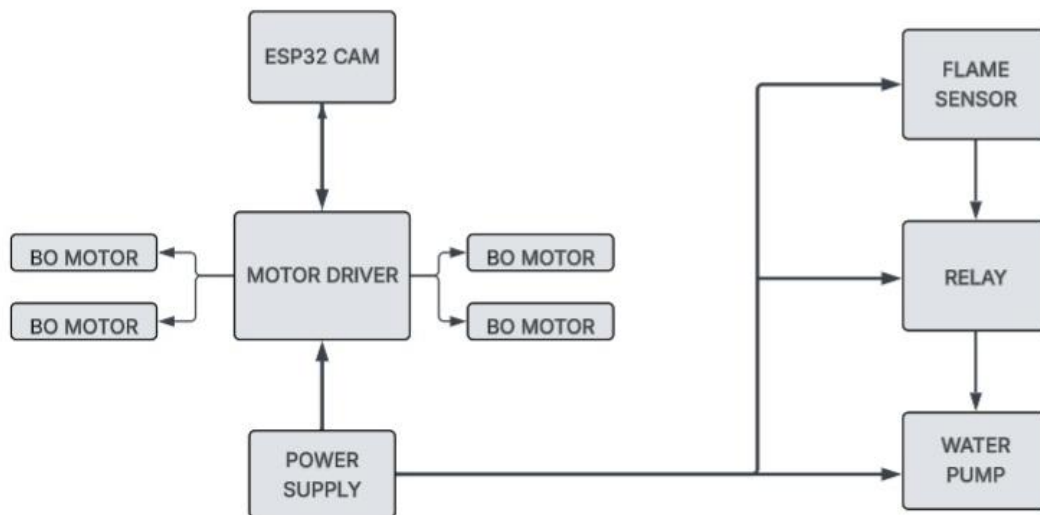 ESP32 CAM
FLAME
SENSOR
BO MOTOR
BO MOTOR
MOTOR DRIVER
BO MOTOR
BO MOTOR
RELAY
POWER
SUPPLY
WATER
PUMP